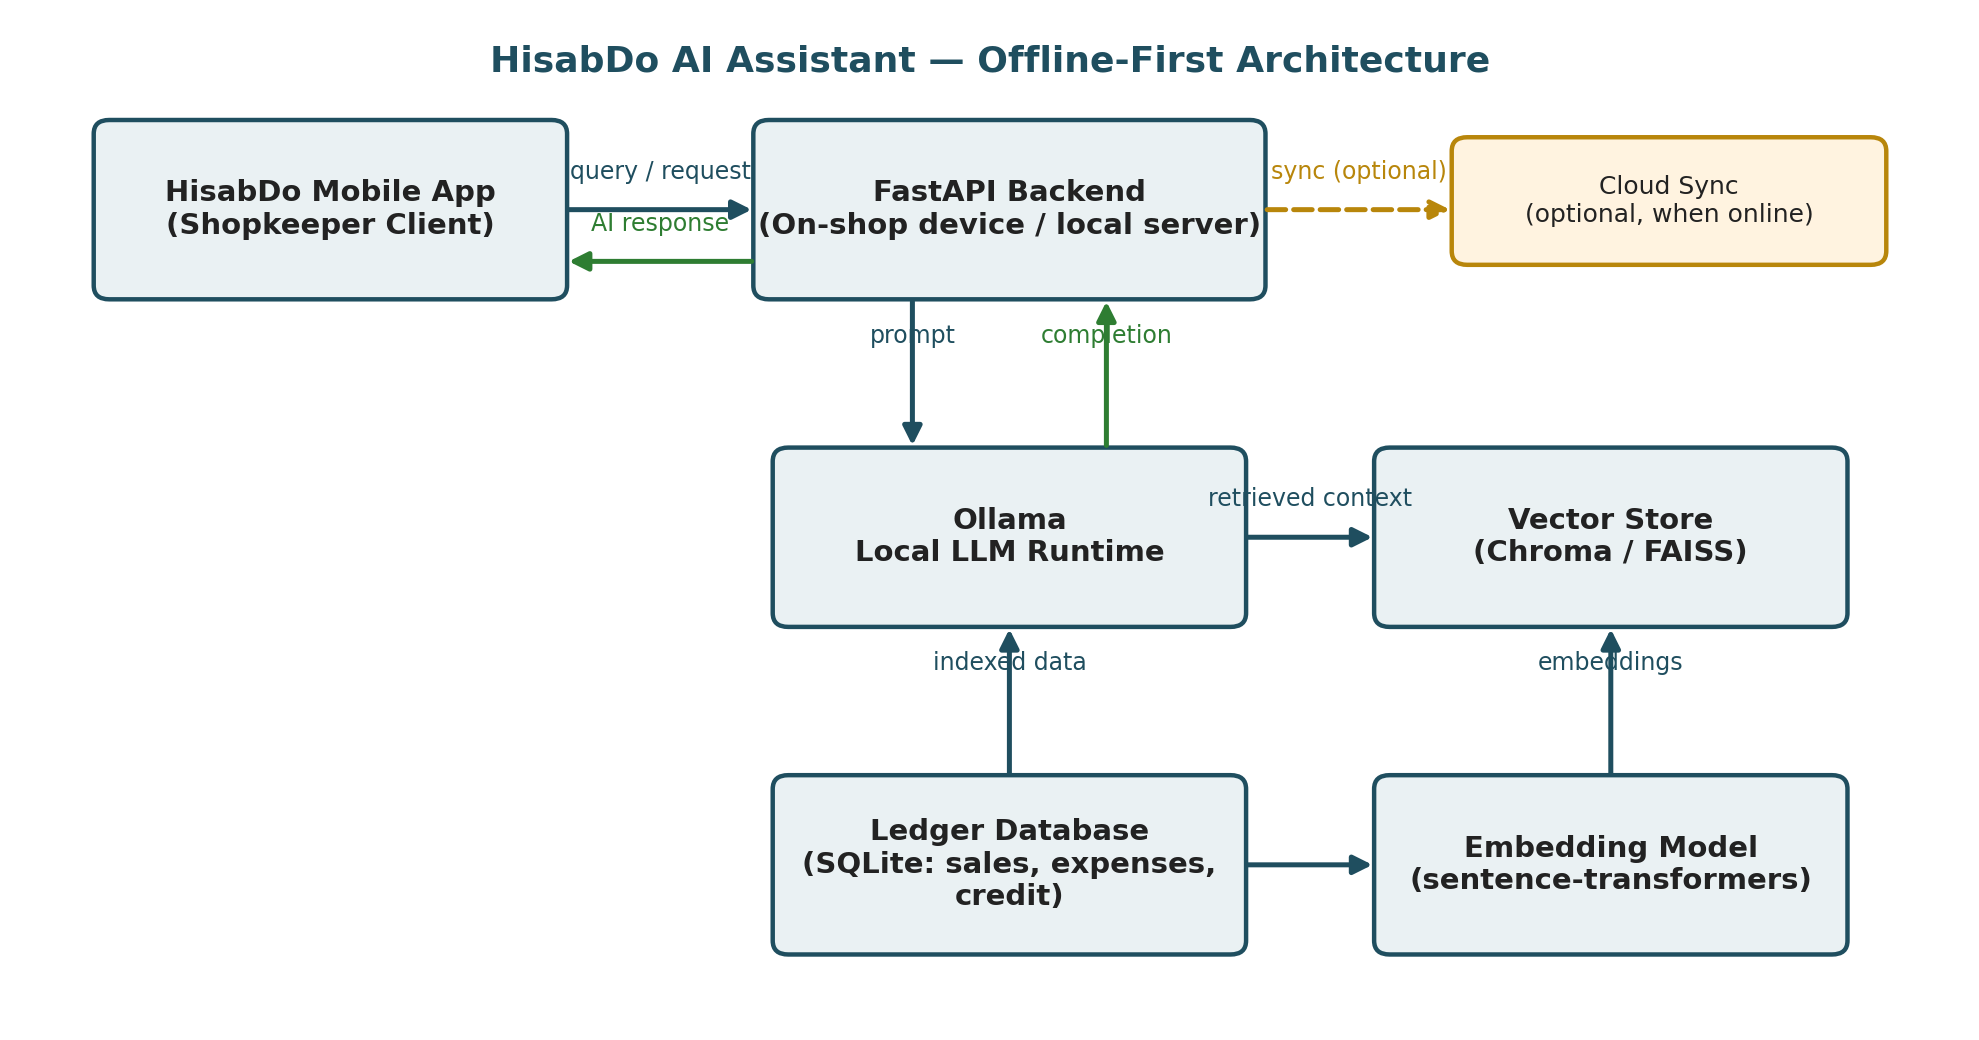 HisabDo AI Assistant — Offline-First Architecture
HisabDo Mobile App
(Shopkeeper Client)
query / request
AI response
FastAPI Backend
(On-shop device / local server)
sync (optional)
Cloud Sync
(optional, when online)
prompt
completion
Ollama
Local LLM Runtime
retrieved context
Vector Store
(Chroma / FAISS)
indexed data
embeddings
Ledger Database
(SQLite: sales, expenses,
credit)
Embedding Model
(sentence-transformers)